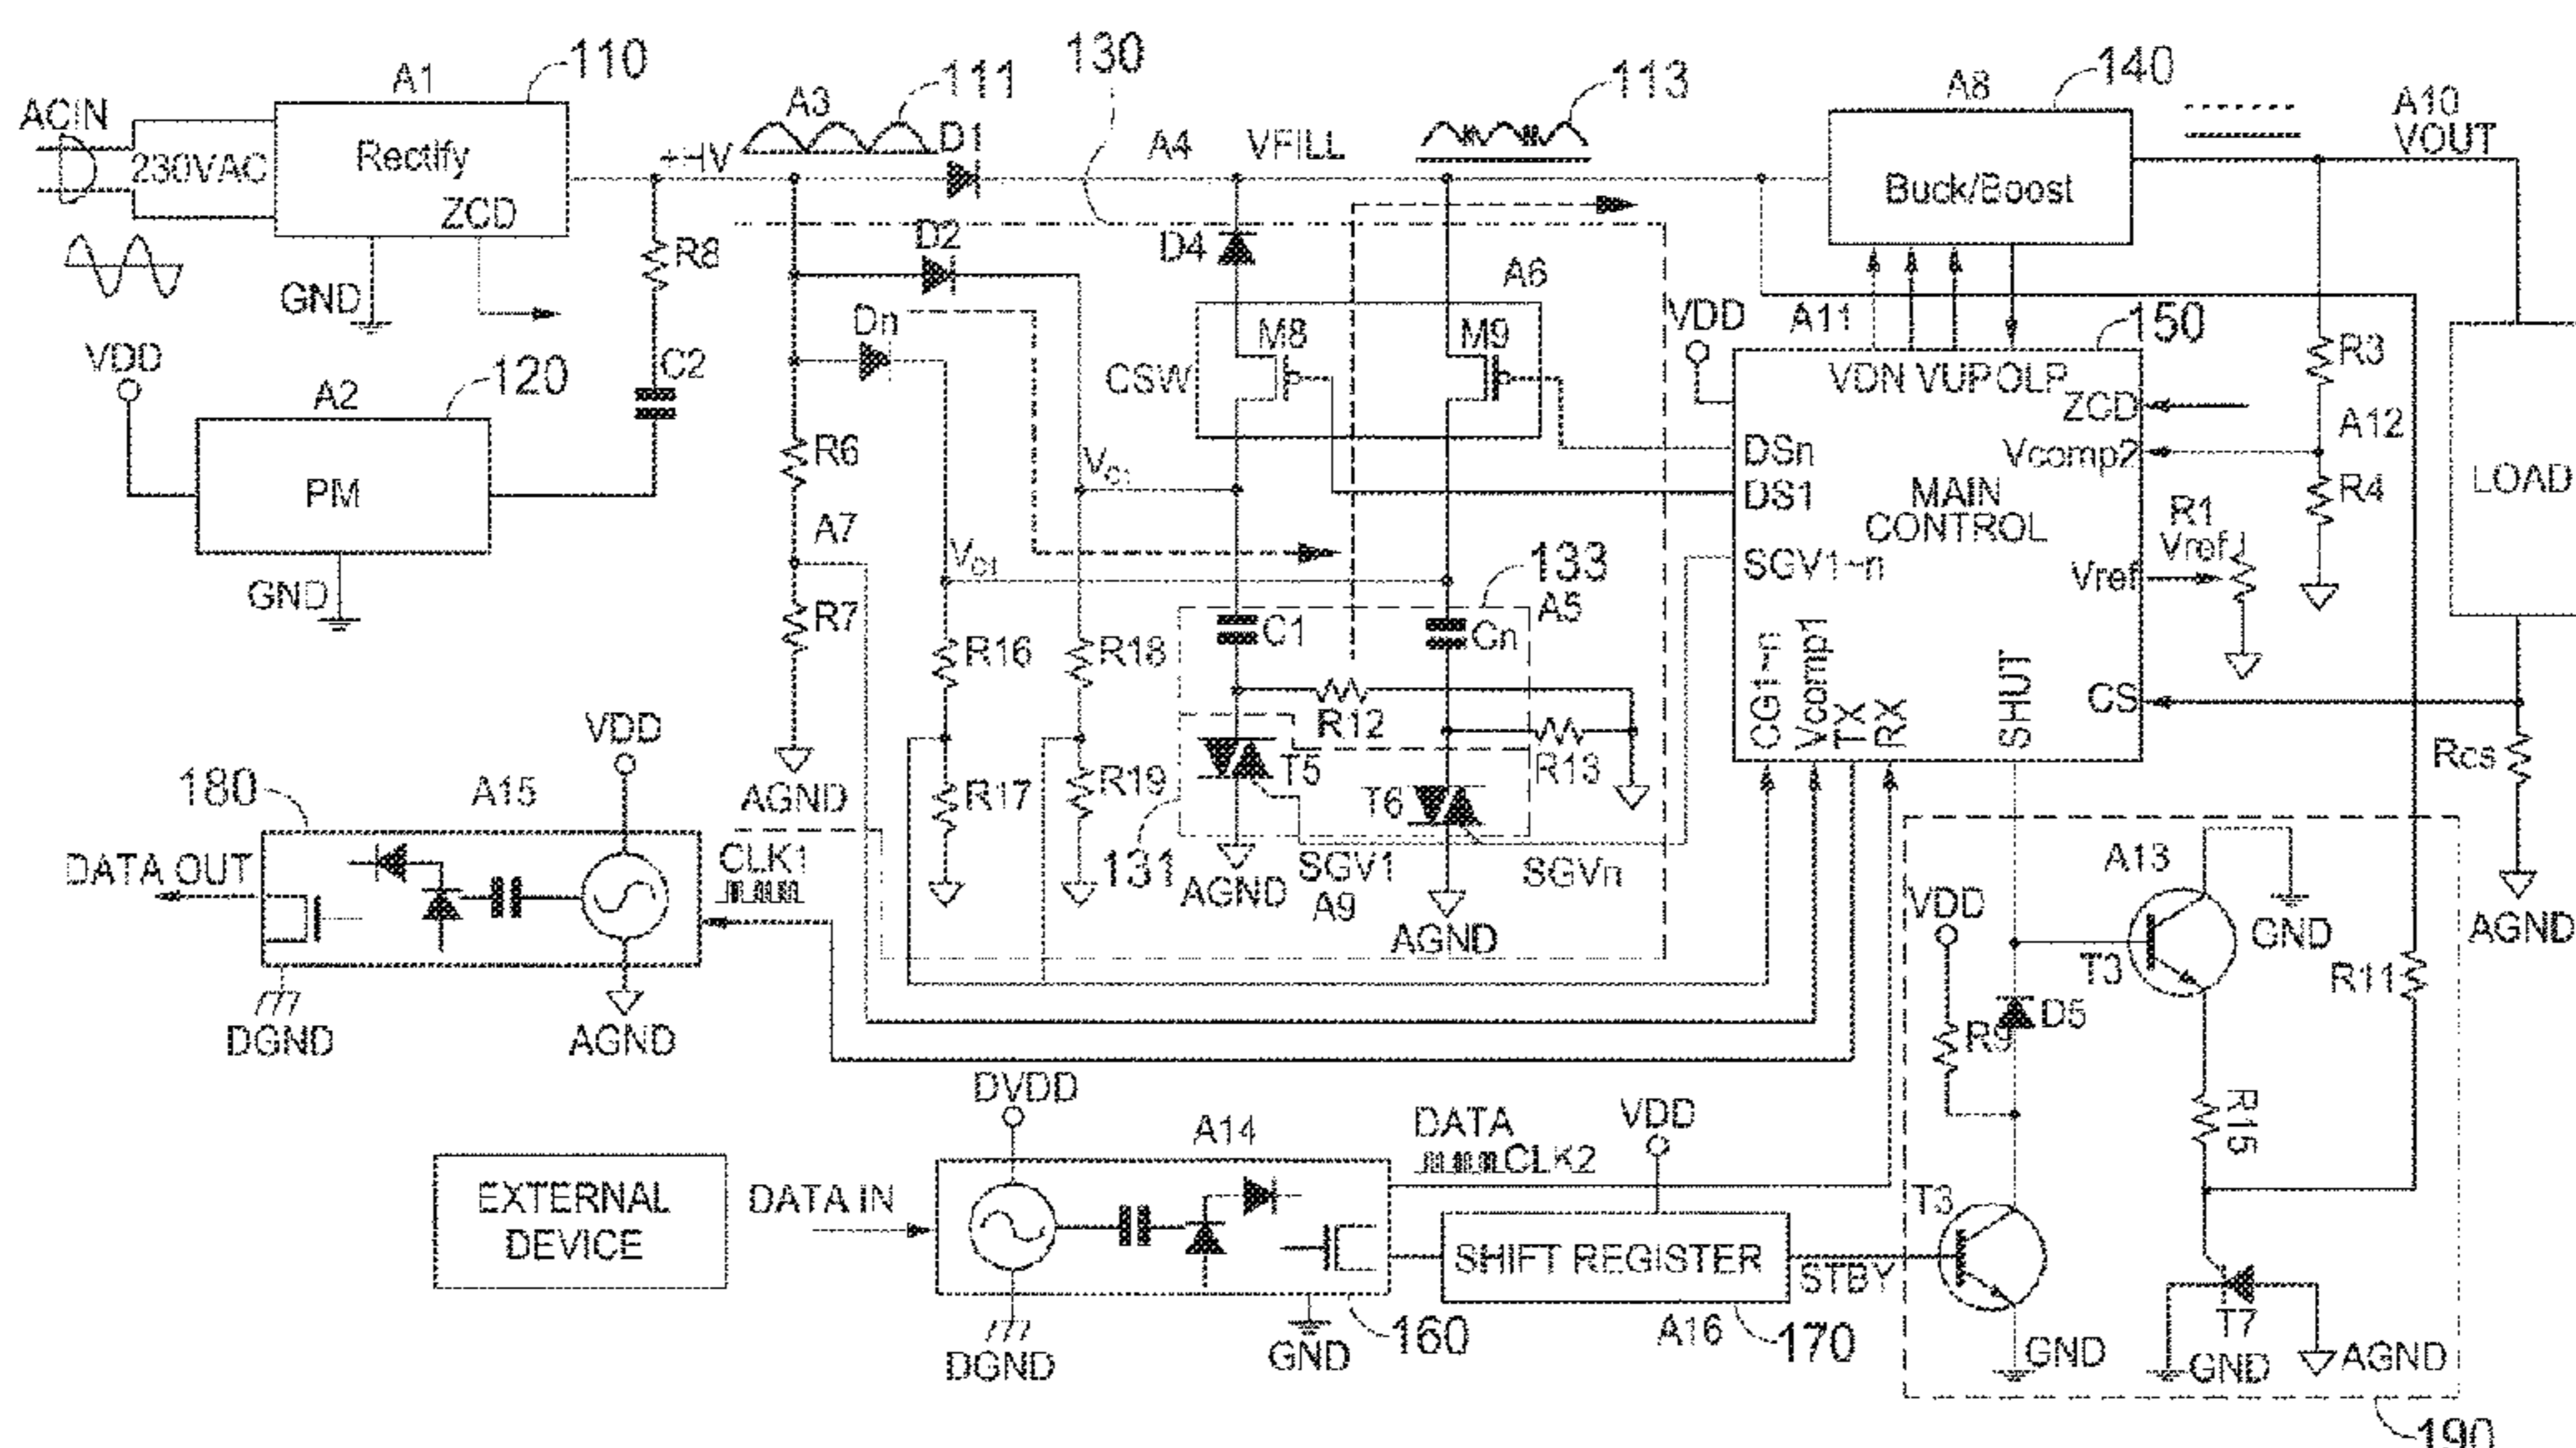 ACIN
230VAC
A1
110
Rectify
ZCD
GND
+HV
A3
111
D1
130
A4
VFILL
113
A8
140
Buck/Boost
A10
VOUT
R8
C2
VDD
A2
120
PM
GND
D2
Dn
D4
A6
M8
M9
CSW
VDD
A11
150
VDN VUPOLP
ZCD
Vcomp2
A12
R3
R4
LOAD
DSn
DS1
MAIN
CONTROL
SGV1~n
Vref
R1
Vref
CG1~n
Vcomp1
TX
RX
SHUT
CS
Rcs
AGND
R6
A7
R7
AGND
R16
R17
R18
R19
133
A5
C1
Cn
R12
R13
T5
T6
131
AGND
SGV1
A9
SGVn
AGND
180
A15
VDD
DATA OUT
CLK1
DGND
AGND
A13
VDD
T3
GND
R11
R9
D5
R15
T3
GND
T7
GND
AGND
190
EXTERNAL
DEVICE
DATA IN
DVDD
A14
DATA
CLK2
VDD
SHIFT REGISTER
STBY
DGND
GND
160
A16
170